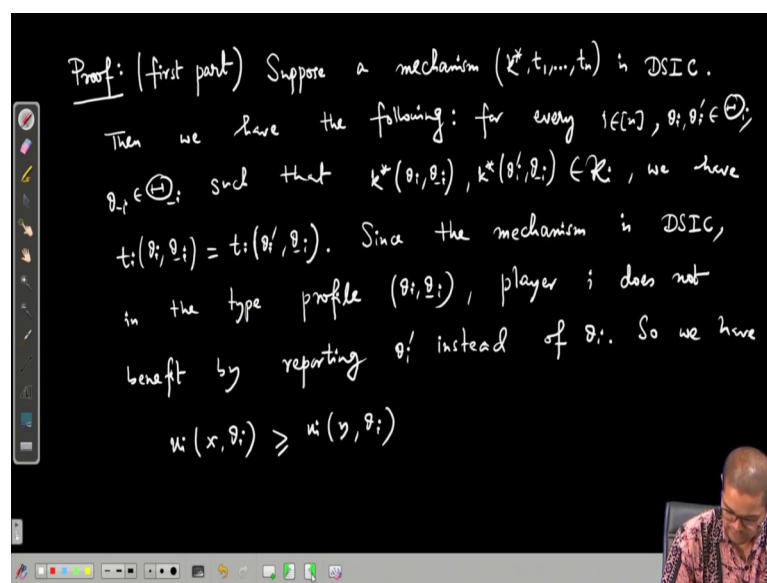 Proof: (first part) Suppose a mechanism (k*, t₁,...,tₙ) is DSIC.
Then we have the following: for every i∈[n], θᵢ,θᵢ'∈ Θᵢ,
θ₋ᵢ ∈ Θ₋ᵢ such that k*(θᵢ,θ₋ᵢ), k*(θᵢ',θ₋ᵢ) ∈ Rᵢ, we have
tᵢ(θᵢ,θ₋ᵢ) = tᵢ(θᵢ',θ₋ᵢ). Since the mechanism is DSIC,
in the type profile (θᵢ,θ₋ᵢ), player i does not
benefit by reporting θᵢ' instead of θᵢ. So we have
uᵢ(x,θᵢ) ⩾ uᵢ(y,θᵢ)